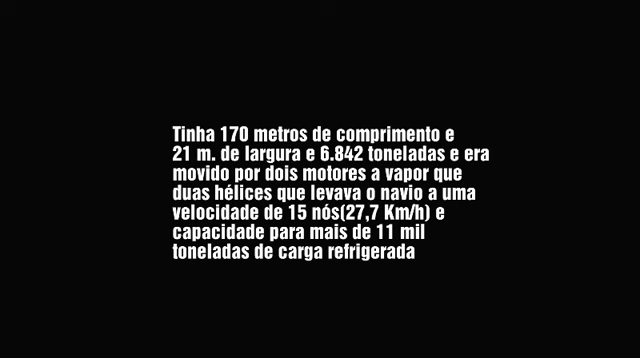 Tinha 170 metros de comprimento e
21 m. de largura e 6.842 toneladas e era
movido por dois motores a vapor que
duas hélices que levava o navio a uma
velocidade de 15 nós(27,7 Km/h) e
capacidade para mais de 11 mil
toneladas de carga refrigerada